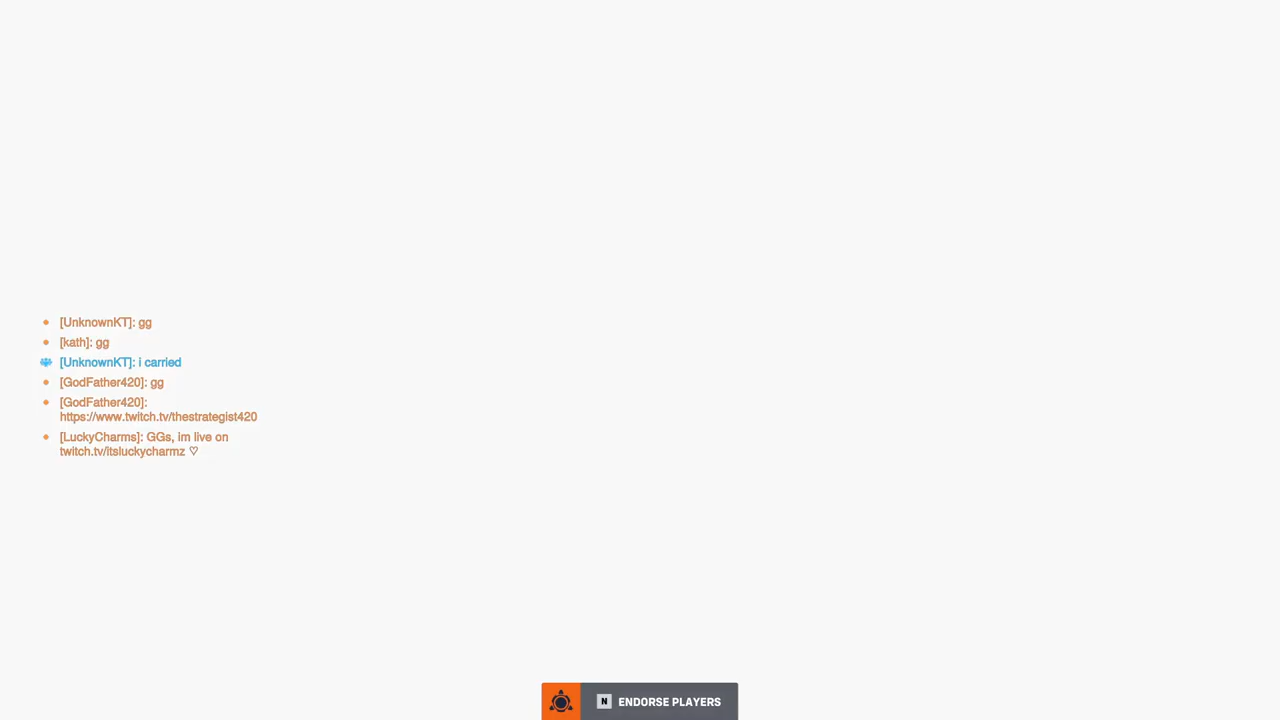 [UnknownKT]: gg
[kath]: gg
[UnknownKT]: i carried
[GodFather420]: gg
[GodFather420]:
https://www.twitch.tv/thestrategist420
[LuckyCharms]: GGs, im live on
twitch.tv/itsluckycharmz ♡
N ENDORSE PLAYERS